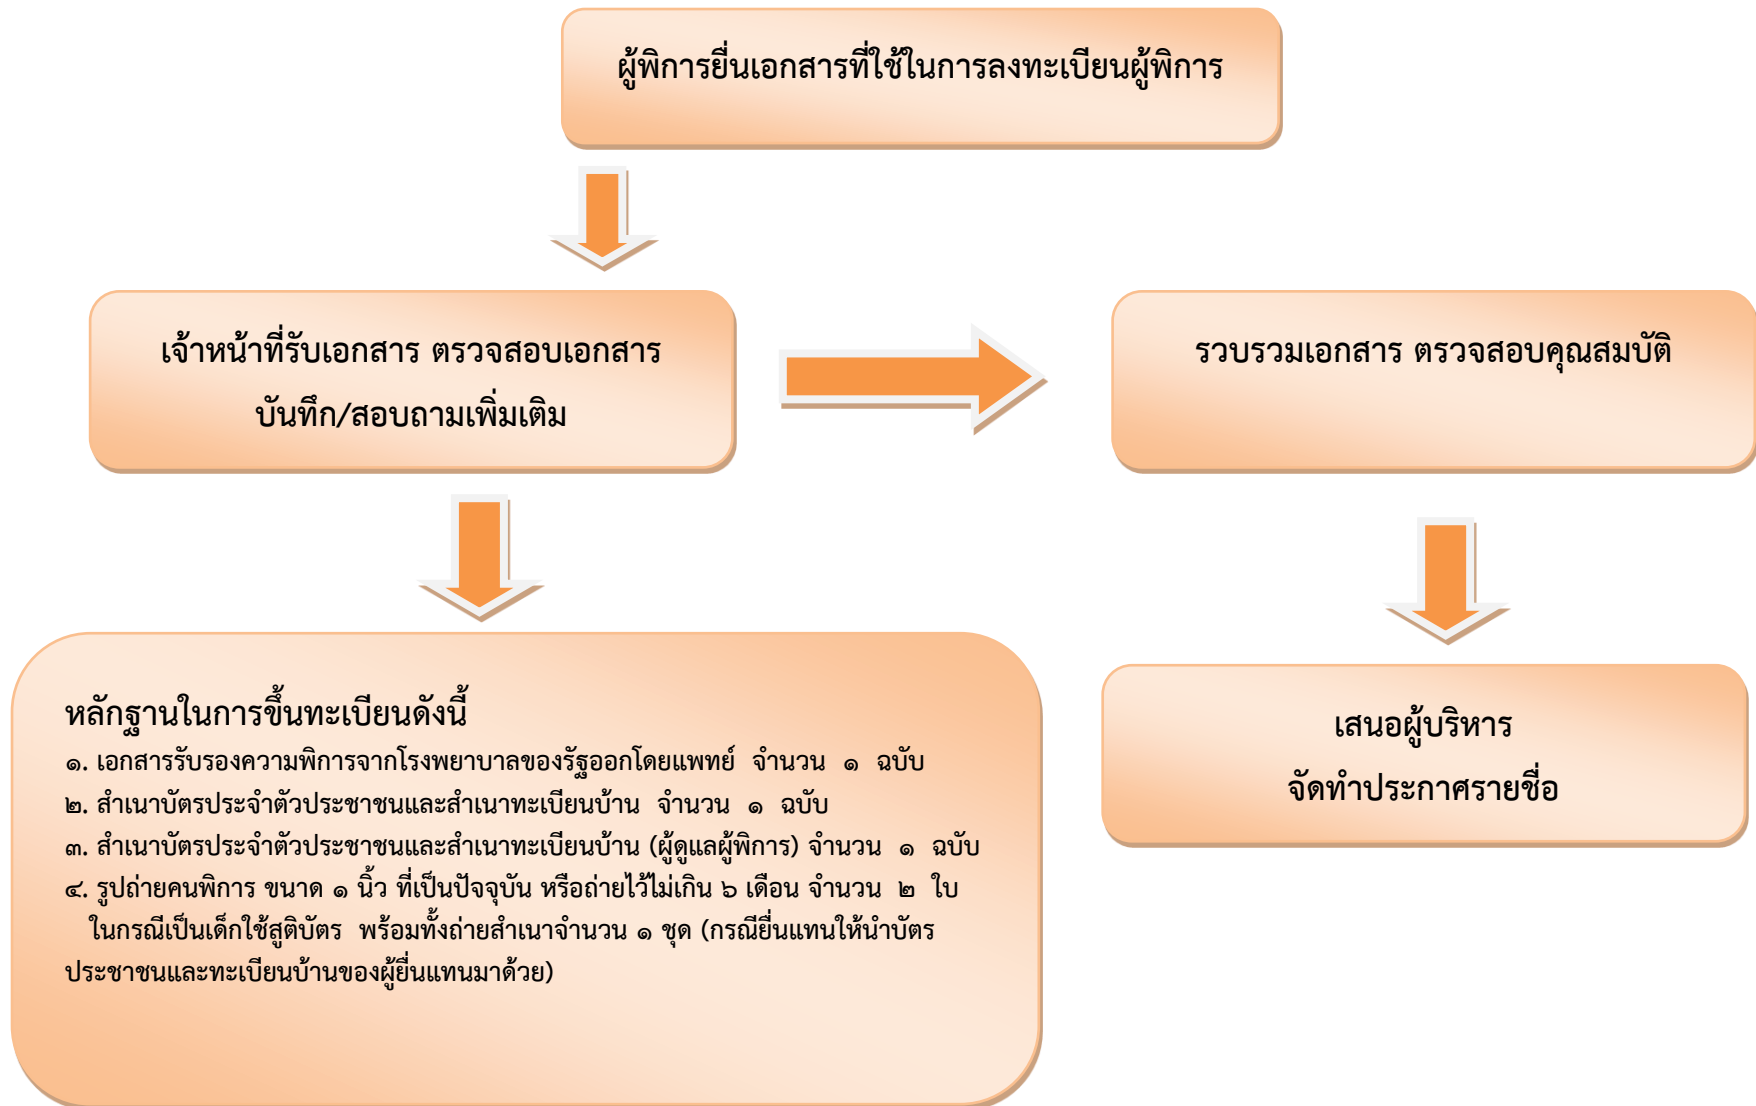 ผู้พิการยื่นเอกสารที่ใช้ในการลงทะเบียนผู้พิการ
เจ้าหน้าที่รับเอกสาร ตรวจสอบเอกสาร
บันทึก/สอบถามเพิ่มเติม
รวบรวมเอกสาร ตรวจสอบคุณสมบัติ
หลักฐานในการขึ้นทะเบียนดังนี้
๑. เอกสารรับรองความพิการจากโรงพยาบาลของรัฐออกโดยแพทย์ จำนวน ๑ ฉบับ
๒. สำเนาบัตรประจำตัวประชาชนและสำเนาทะเบียนบ้าน จำนวน ๑ ฉบับ
๓. สำเนาบัตรประจำตัวประชาชนและสำเนาทะเบียนบ้าน (ผู้ดูแลผู้พิการ) จำนวน ๑ ฉบับ
๔. รูปถ่ายคนพิการ ขนาด ๑ นิ้ว ที่เป็นปัจจุบัน หรือถ่ายไว้ไม่เกิน ๖ เดือน จำนวน ๒ ใบ
ในกรณีเป็นเด็กใช้สูติบัตร พร้อมทั้งถ่ายสำเนาจำนวน ๑ ชุด (กรณียื่นแทนให้นำบัตร
ประชาชนและทะเบียนบ้านของผู้ยื่นแทนมาด้วย)
เสนอผู้บริหาร
จัดทำประกาศรายชื่อ